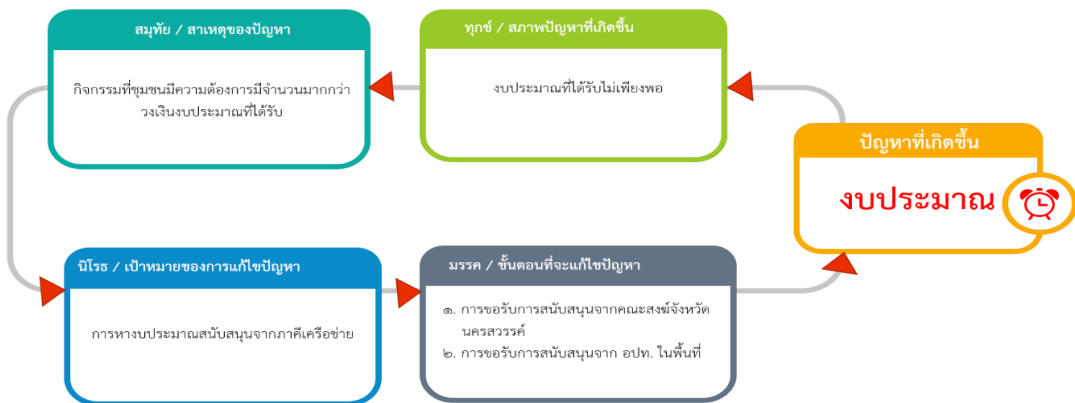 สมุทัย / สาเหตุของปัญหา
กิจกรรมที่ชุมชนมีความต้องการมีจำนวนมากกว่า
วงเงินงบประมาณที่ได้รับ
ทุกข์ / สภาพปัญหาที่เกิดขึ้น
งบประมาณที่ได้รับไม่เพียงพอ
ปัญหาที่เกิดขึ้น
งบประมาณ
นิโรธ / เป้าหมายของการแก้ไขปัญหา
การหางบประมาณสนับสนุนจากภาคีเครือข่าย
มรรค / ขั้นตอนที่จะแก้ไขปัญหา
๑. การขอรับการสนับสนุนจากคณะสงฆ์จังหวัด
นครสวรรค์
๒. การขอรับการสนับสนุนจาก อปท. ในพื้นที่